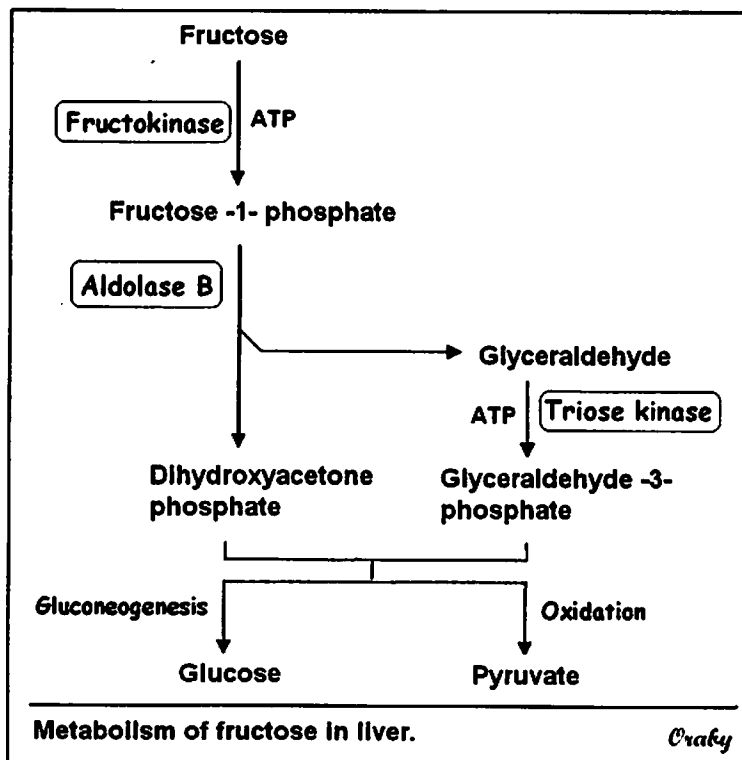 Fructose
Fructokinase
ATP
Fructose -1- phosphate
Aldolase B
Glyceraldehyde
ATP
Triose kinase
Dihydroxyacetone
phosphate
Glyceraldehyde -3-
phosphate
Gluconeogenesis
Oxidation
Glucose
Pyruvate
Metabolism of fructose in liver.
Oraby